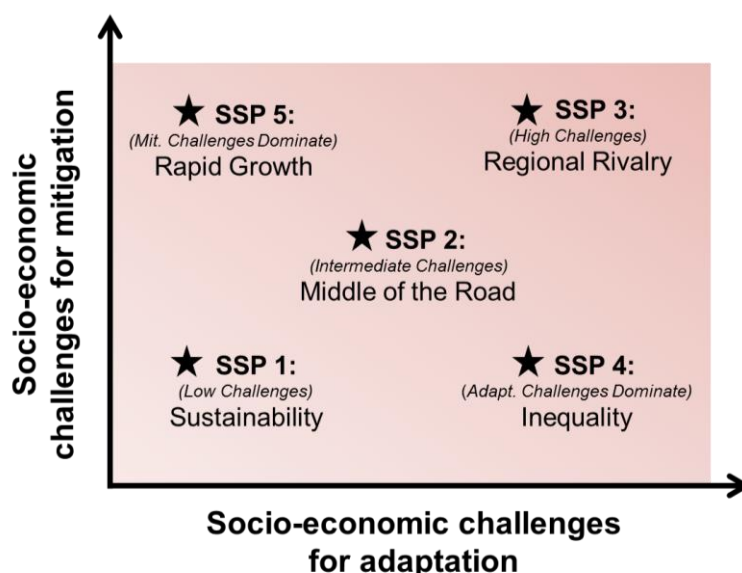 Socio-economic
challenges for mitigation
SSP 5:
(Mit. Challenges Dominate)
Rapid Growth
SSP 3:
(High Challenges)
Regional Rivalry
SSP 2:
(Intermediate Challenges)
Middle of the Road
SSP 1:
(Low Challenges)
Sustainability
SSP 4:
(Adapt. Challenges Dominate)
Inequality
Socio-economic challenges
for adaptation